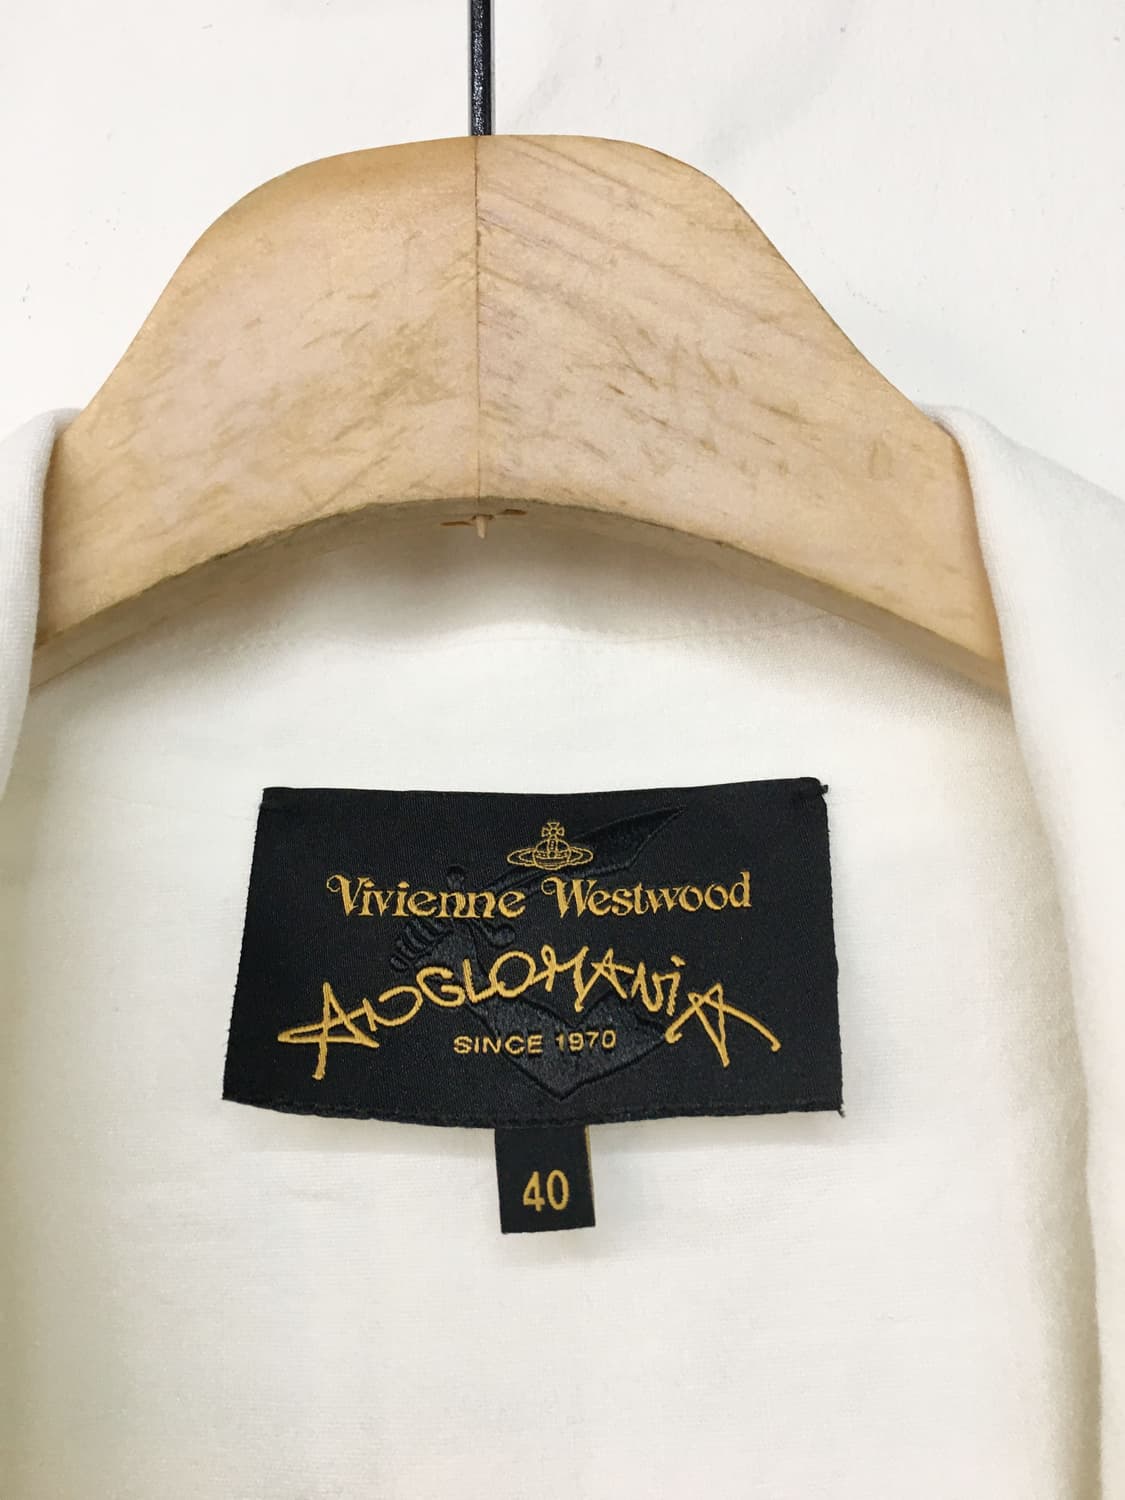 Vivienne Westwood
ANGLOMANIA
SINCE 1970
40